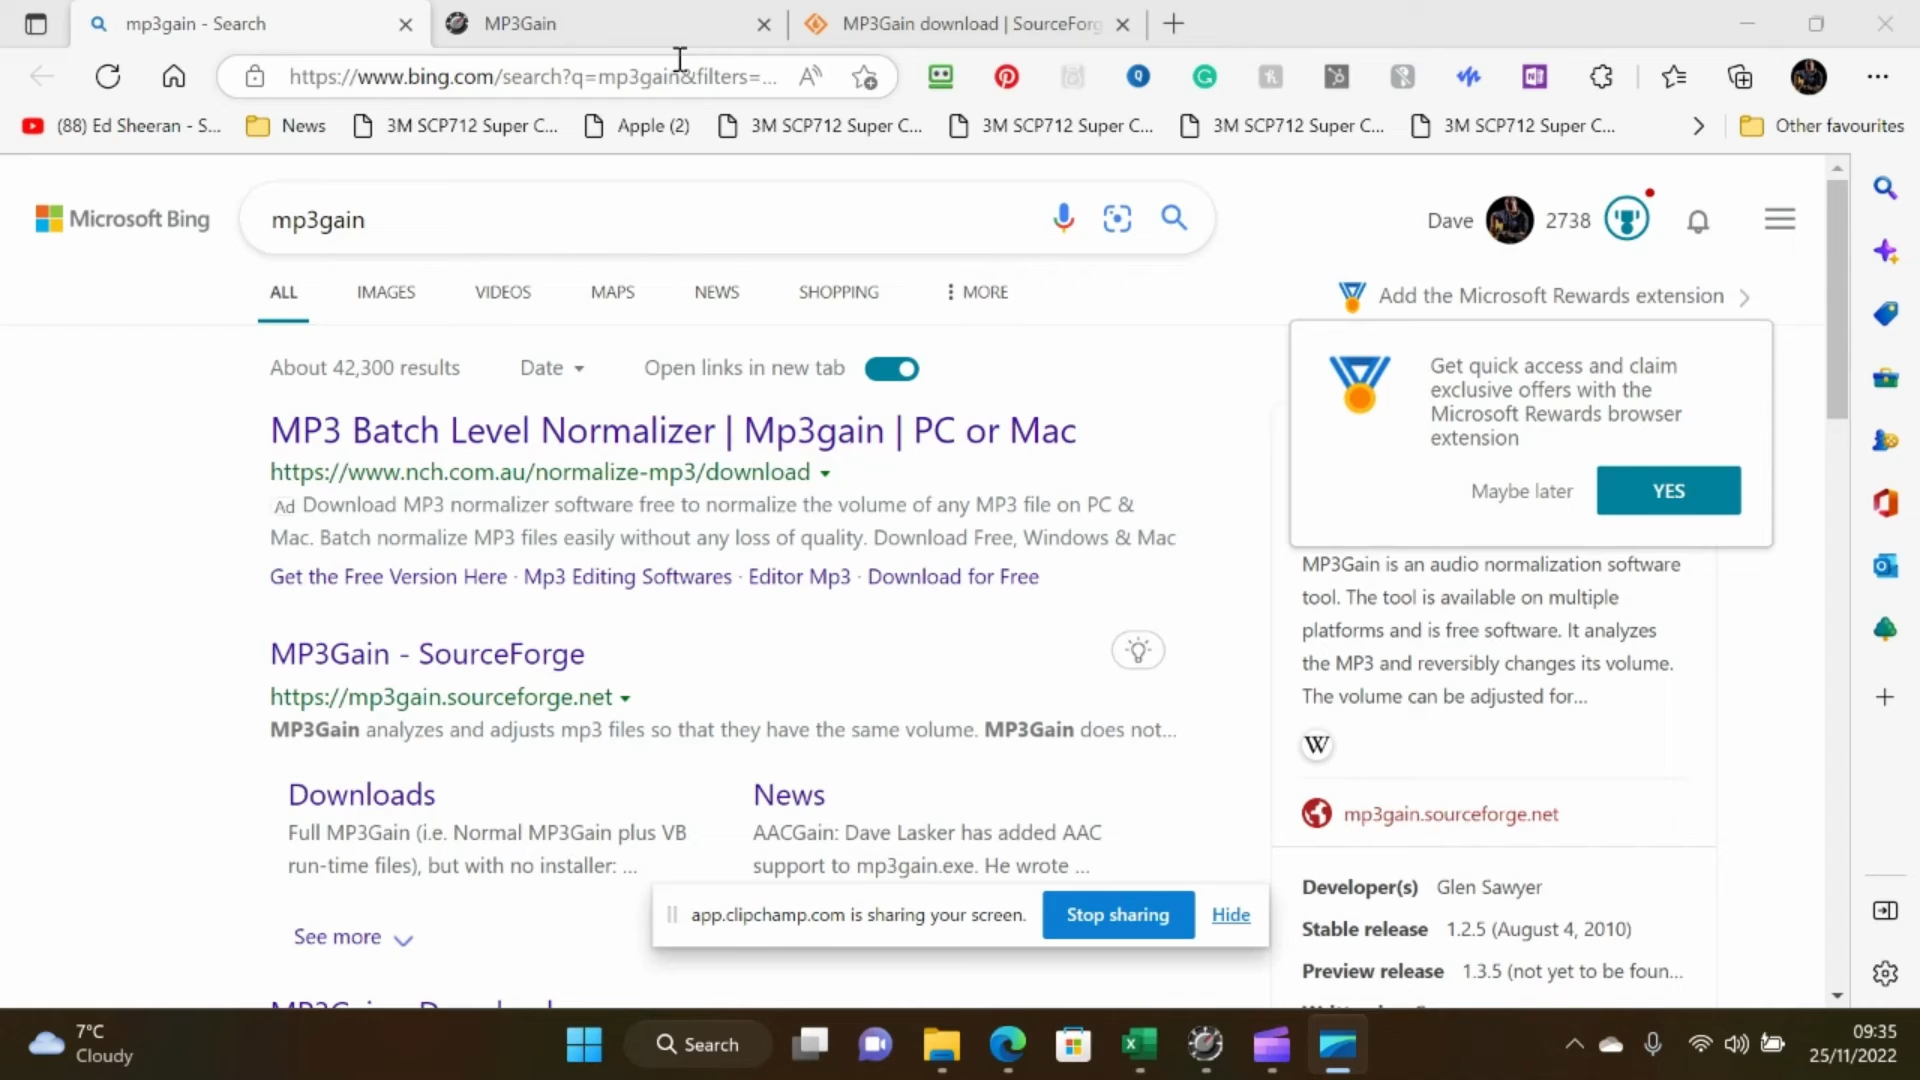 mp3gain - Search
MP3Gain
MP3Gain download | SourceForg
https://www.bing.com/search?q=mp3gain&filters=...
(88) Ed Sheeran - S...
News
3M SCP712 Super C...
Apple (2)
3M SCP712 Super C...
3M SCP712 Super C...
3M SCP712 Super C...
3M SCP712 Super C...
Other favourites
Microsoft Bing
mp3gain
Dave
2738
ALL
IMAGES
VIDEOS
MAPS
NEWS
SHOPPING
MORE
Add the Microsoft Rewards extension
About 42,300 results
Date
Open links in new tab
Get quick access and claim
exclusive offers with the
Microsoft Rewards browser
extension
Maybe later
YES
MP3 Batch Level Normalizer | Mp3gain | PC or Mac
https://www.nch.com.au/normalize-mp3/download
Ad Download MP3 normalizer software free to normalize the volume of any MP3 file on PC &
Mac. Batch normalize MP3 files easily without any loss of quality. Download Free, Windows & Mac
Get the Free Version Here · Mp3 Editing Softwares · Editor Mp3 · Download for Free
MP3Gain - SourceForge
https://mp3gain.sourceforge.net
MP3Gain analyzes and adjusts mp3 files so that they have the same volume. MP3Gain does not...
Downloads
Full MP3Gain (i.e. Normal MP3Gain plus VB
run-time files), but with no installer: ...
News
AACGain: Dave Lasker has added AAC
support to mp3gain.exe. He wrote ...
See more
MP3Gain is an audio normalization software
tool. The tool is available on multiple
platforms and is free software. It analyzes
the MP3 and reversibly changes its volume.
The volume can be adjusted for...
W
mp3gain.sourceforge.net
Developer(s) Glen Sawyer
Stable release 1.2.5 (August 4, 2010)
Preview release 1.3.5 (not yet to be foun...
app.clipchamp.com is sharing your screen.
Stop sharing
Hide
7°C
Cloudy
Search
09:35
25/11/2022